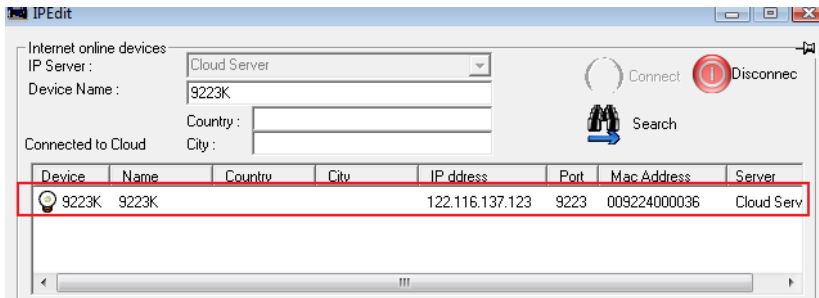 IPEdit
Internet online devices
IP Server :
Cloud Server
Connect
Disconnec
Device Name :
9223K
Country :
Search
Connected to Cloud
City :
Device Name Country City IP ddress Port Mac Address Server
9223K 9223K 122.116.137.123 9223 009224000036 Cloud Serv